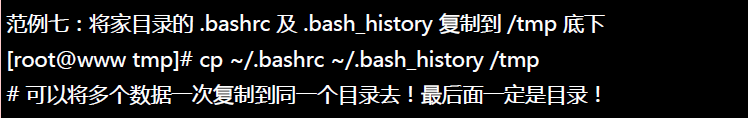 范例七：将家目录的 .bashrc 及 .bash_history 复制到 /tmp 底下
[root@www tmp]# cp ~/.bashrc ~/.bash_history /tmp
# 可以将多个数据一次复制到同一个目录去！最后面一定是目录！